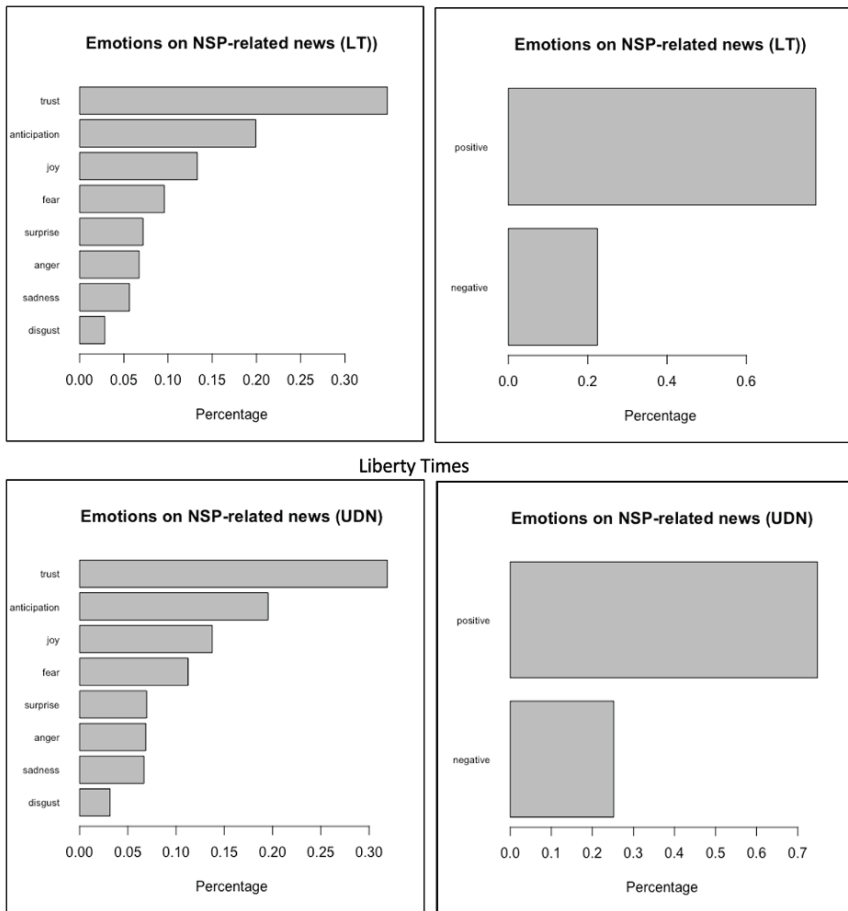 Emotions on NSP-related news (LT))
trust
anticipation
joy
fear
surprise
anger
sadness
disgust
0.00 0.05 0.10 0.15 0.20 0.25 0.30
Percentage
Emotions on NSP-related news (LT))
positive
negative
0.0 0.2 0.4 0.6
Percentage
Liberty Times
Emotions on NSP-related news (UDN)
trust
anticipation
joy
fear
surprise
anger
sadness
disgust
0.00 0.05 0.10 0.15 0.20 0.25 0.30
Percentage
Emotions on NSP-related news (UDN)
positive
negative
0.0 0.1 0.2 0.3 0.4 0.5 0.6 0.7
Percentage